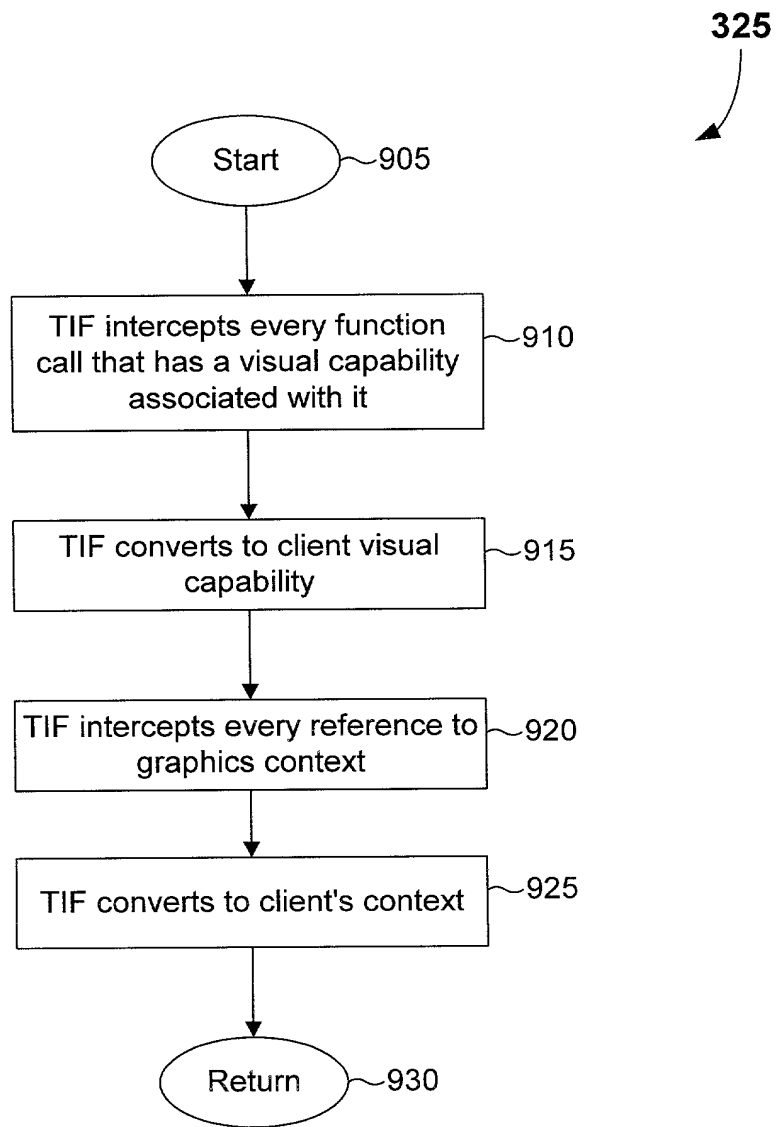 325
Start
905
TIF intercepts every function
call that has a visual capability
associated with it
910
TIF converts to client visual
capability
915
TIF intercepts every reference to
graphics context
920
TIF converts to client's context
925
Return
930